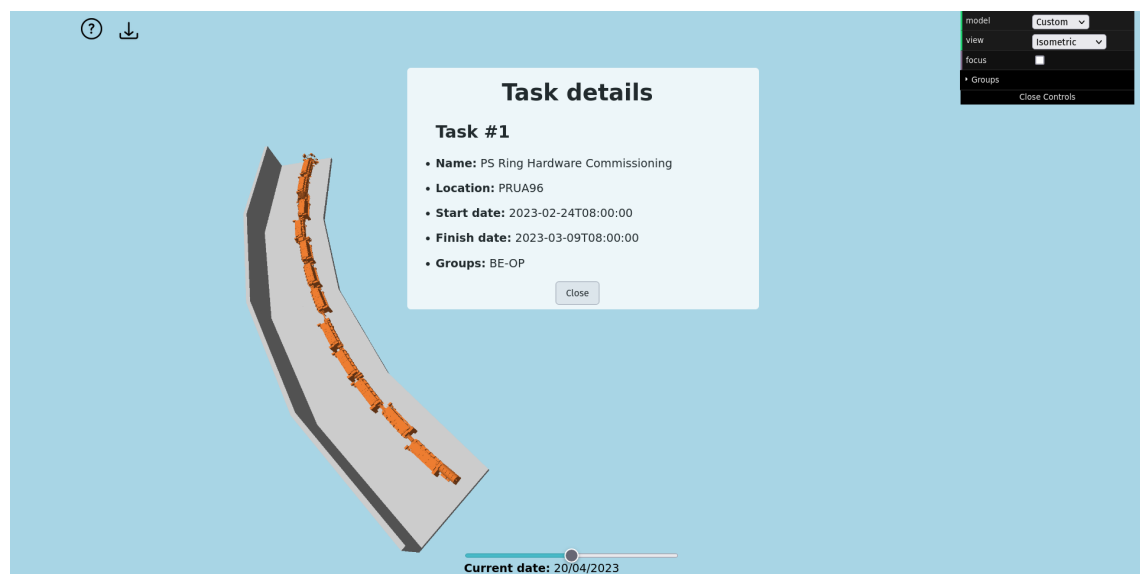 ?
model Custom
view Isometric
focus
Groups
Close Controls
Task details
Task #1
• Name: PS Ring Hardware Commissioning
• Location: PRUA96
• Start date: 2023-02-24T08:00:00
• Finish date: 2023-03-09T08:00:00
• Groups: BE-OP
Close
Current date: 20/04/2023